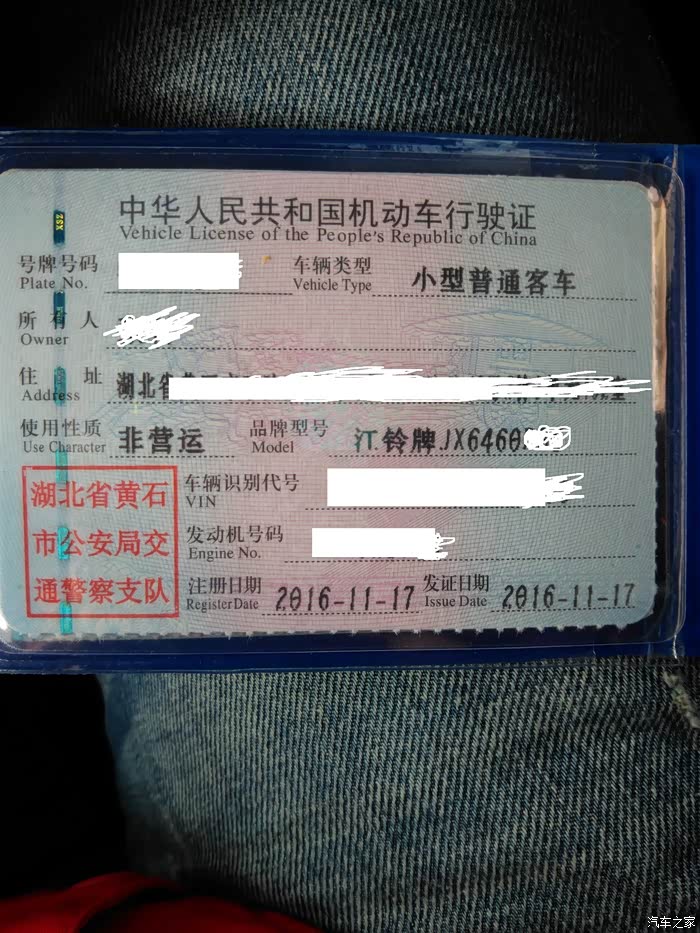 XSZ
中华人民共和国机动车行驶证
Vehicle License of the People's Republic of China
号牌号码 车辆类型 小型普通客车
Plate No. Vehicle Type
所有人
Owner
住址 湖北省
Address
使用性质 非营运 品牌型号 江铃牌JX6460
Use Character Model
湖北省黄石
市公安局交
通警察支队
车辆识别代号
VIN
发动机号码
Engine No.
注册日期 2016-11-17 发证日期 2016-11-17
Register Date Issue Date
汽车之家